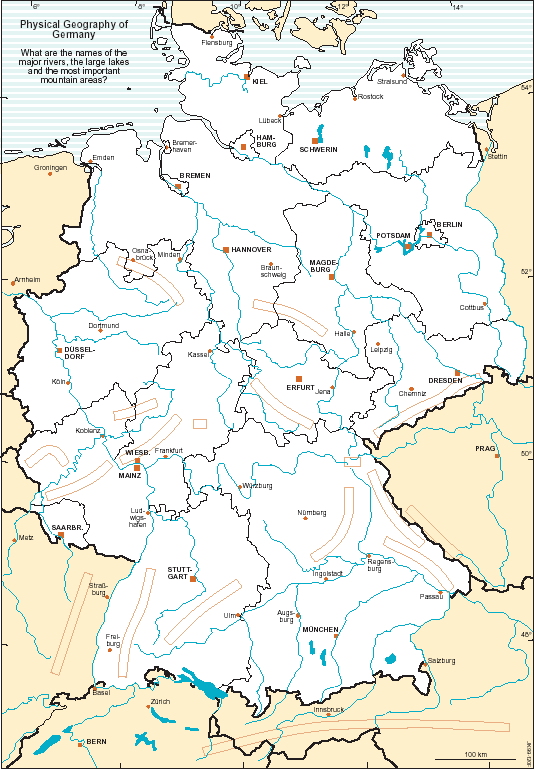 6°
8°
10°
12°
14°
Physical Geography of
Germany
What are the names of the
major rivers, the large lakes
and the most important
mountain areas?
Flensburg
KIEL
Stralsund
54°
Rostock
Lübeck
HAM-
BURG
SCHWERIN
Bremer-
haven
Emden
Groningen
Stettin
BREMEN
POTSDAM
BERLIN
Osna-
brück
Minden
HANNOVER
Braun-
schweig
MAGDE-
BURG
52°
Arnheim
Cottbus
Dortmund
Halle
Leipzig
DÜSSEL-
DORF
Kassel
Köln
ERFURT
Jena
Chemniz
DRESDEN
Koblenz
WIESB.
Frankfurt
MAINZ
PRAG
50°
Würzburg
Lud-
wigs-
hafen
Nürnberg
SAARBR.
Metz
Regens-
burg
Ingolstadt
STUTT-
GART
Straß-
burg
Passau
Ulm
Augs-
burg
MÜNCHEN
48°
Frei-
burg
Salzburg
Basel
Zürich
Innsbruck
BERN
100 km